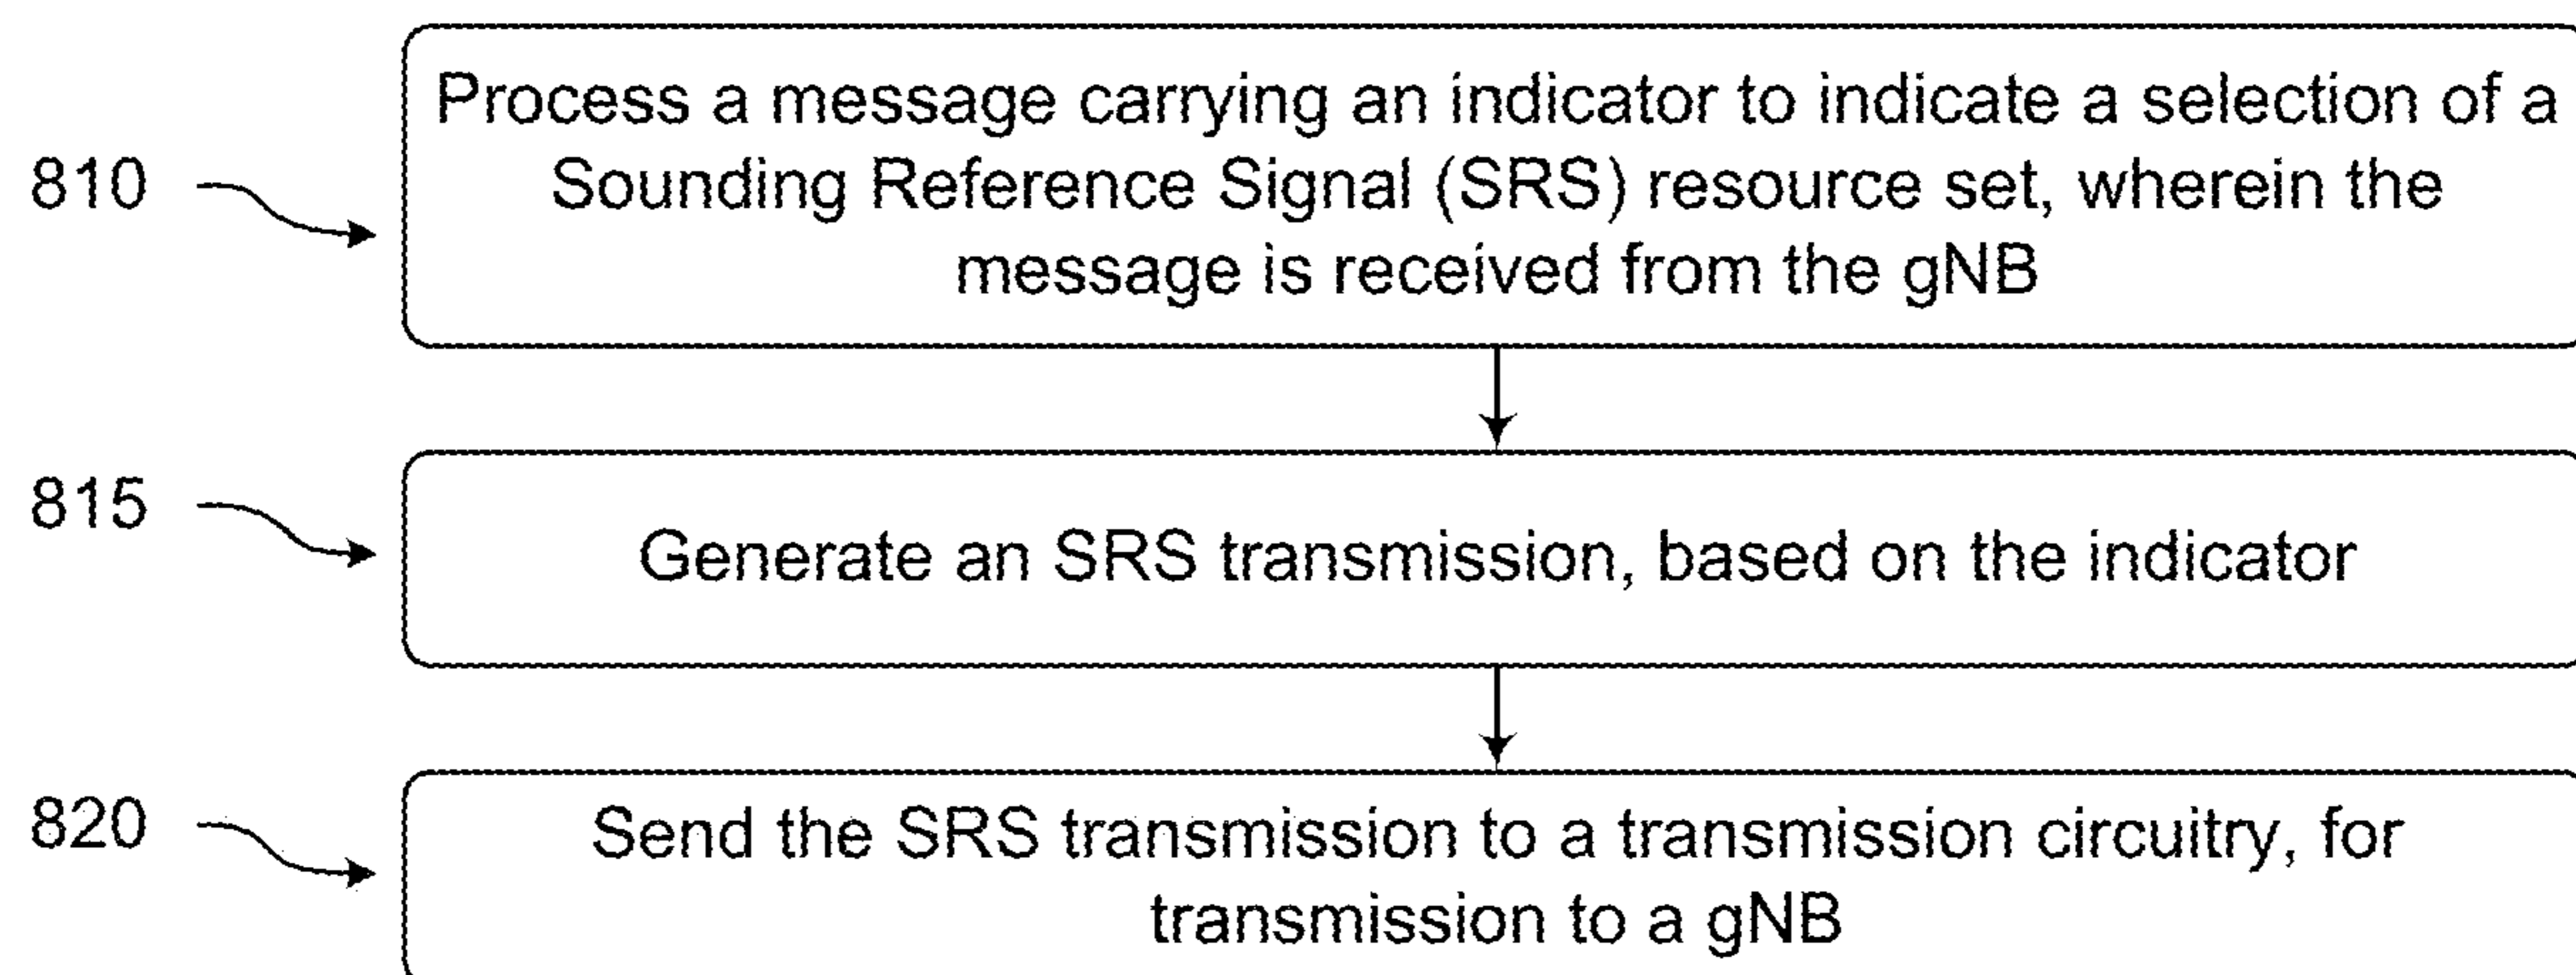 810
Process a message carrying an indicator to indicate a selection of a
Sounding Reference Signal (SRS) resource set, wherein the
message is received from the gNB
815
Generate an SRS transmission, based on the indicator
820
Send the SRS transmission to a transmission circuitry, for
transmission to a gNB